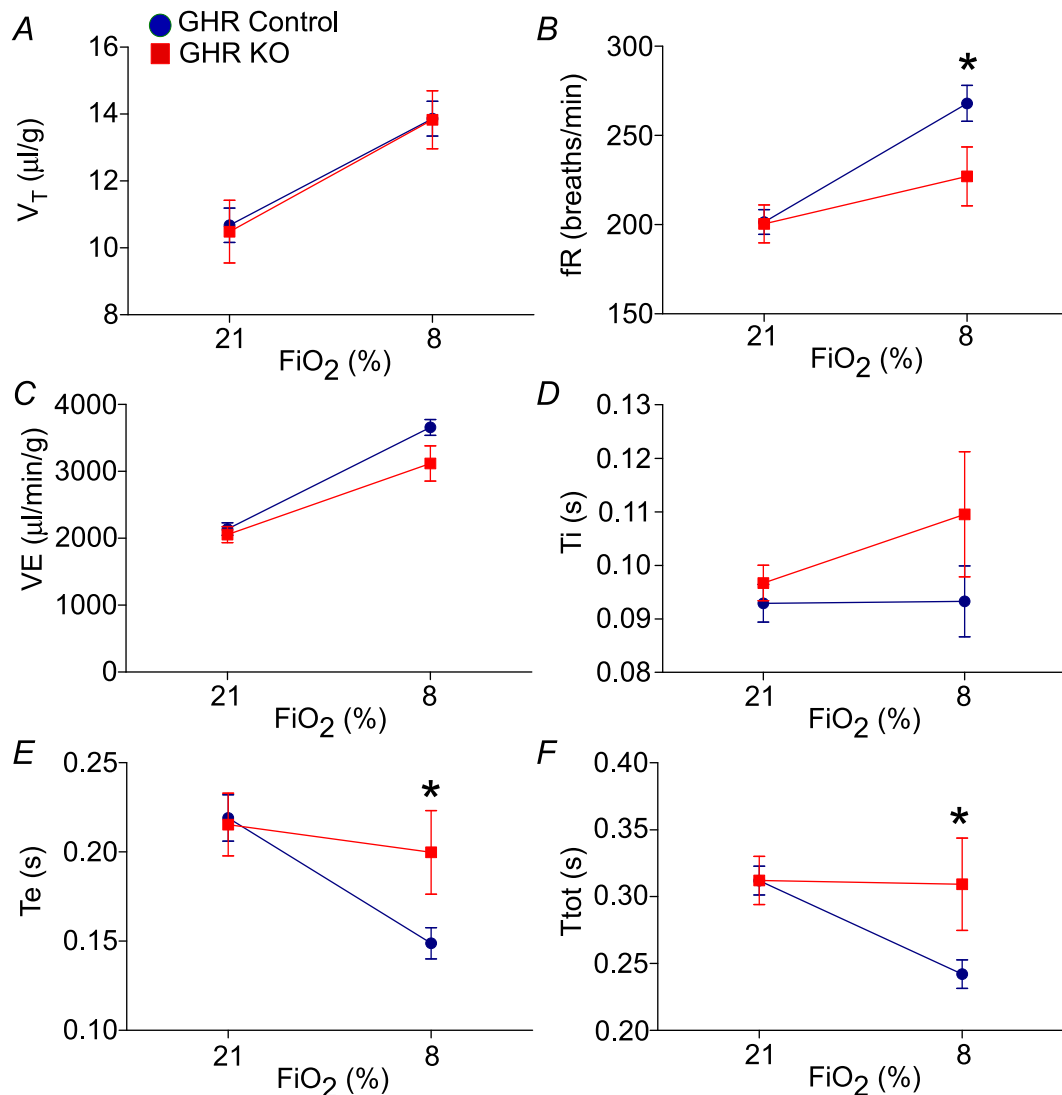 A
GHR Control
GHR KO
16
14
12
10
8
V_T (µl/g)
21
8
FiO2 (%)
B
*
300
250
200
150
fR (breaths/min)
21
8
FiO2 (%)
C
4000
3000
2000
1000
0
VE (µl/min/g)
21
8
FiO2 (%)
D
0.13
0.12
0.11
0.10
0.09
0.08
Ti (s)
21
8
FiO2 (%)
E
*
0.25
0.20
0.15
0.10
Te (s)
21
8
FiO2 (%)
F
*
0.40
0.35
0.30
0.25
0.20
Ttot (s)
21
8
FiO2 (%)